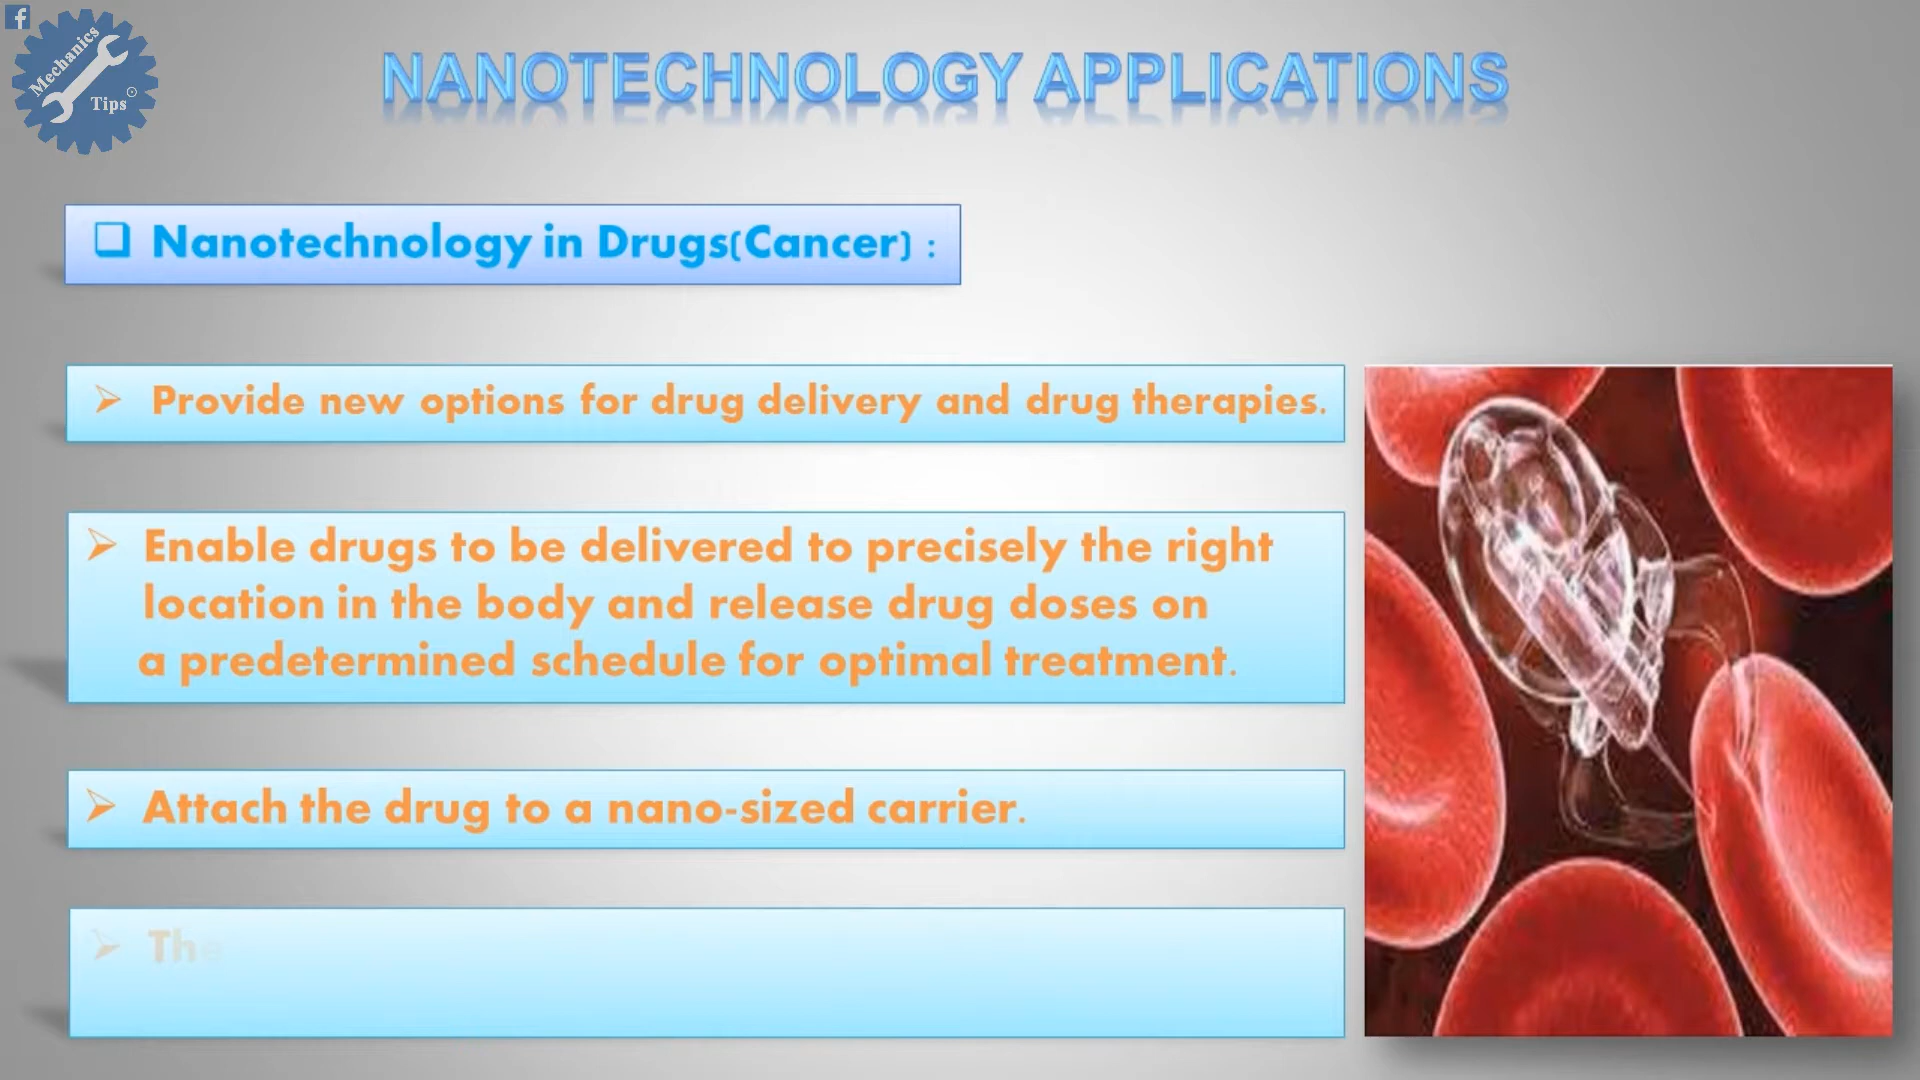 f
Mechanics
Tips
NANOTECHNOLOGY APPLICATIONS
❑ Nanotechnology in Drugs(Cancer) :
➢ Provide new options for drug delivery and drug therapies.
➢ Enable drugs to be delivered to precisely the right
location in the body and release drug doses on
a predetermined schedule for optimal treatment.
➢ Attach the drug to a nano-sized carrier.
➢ The